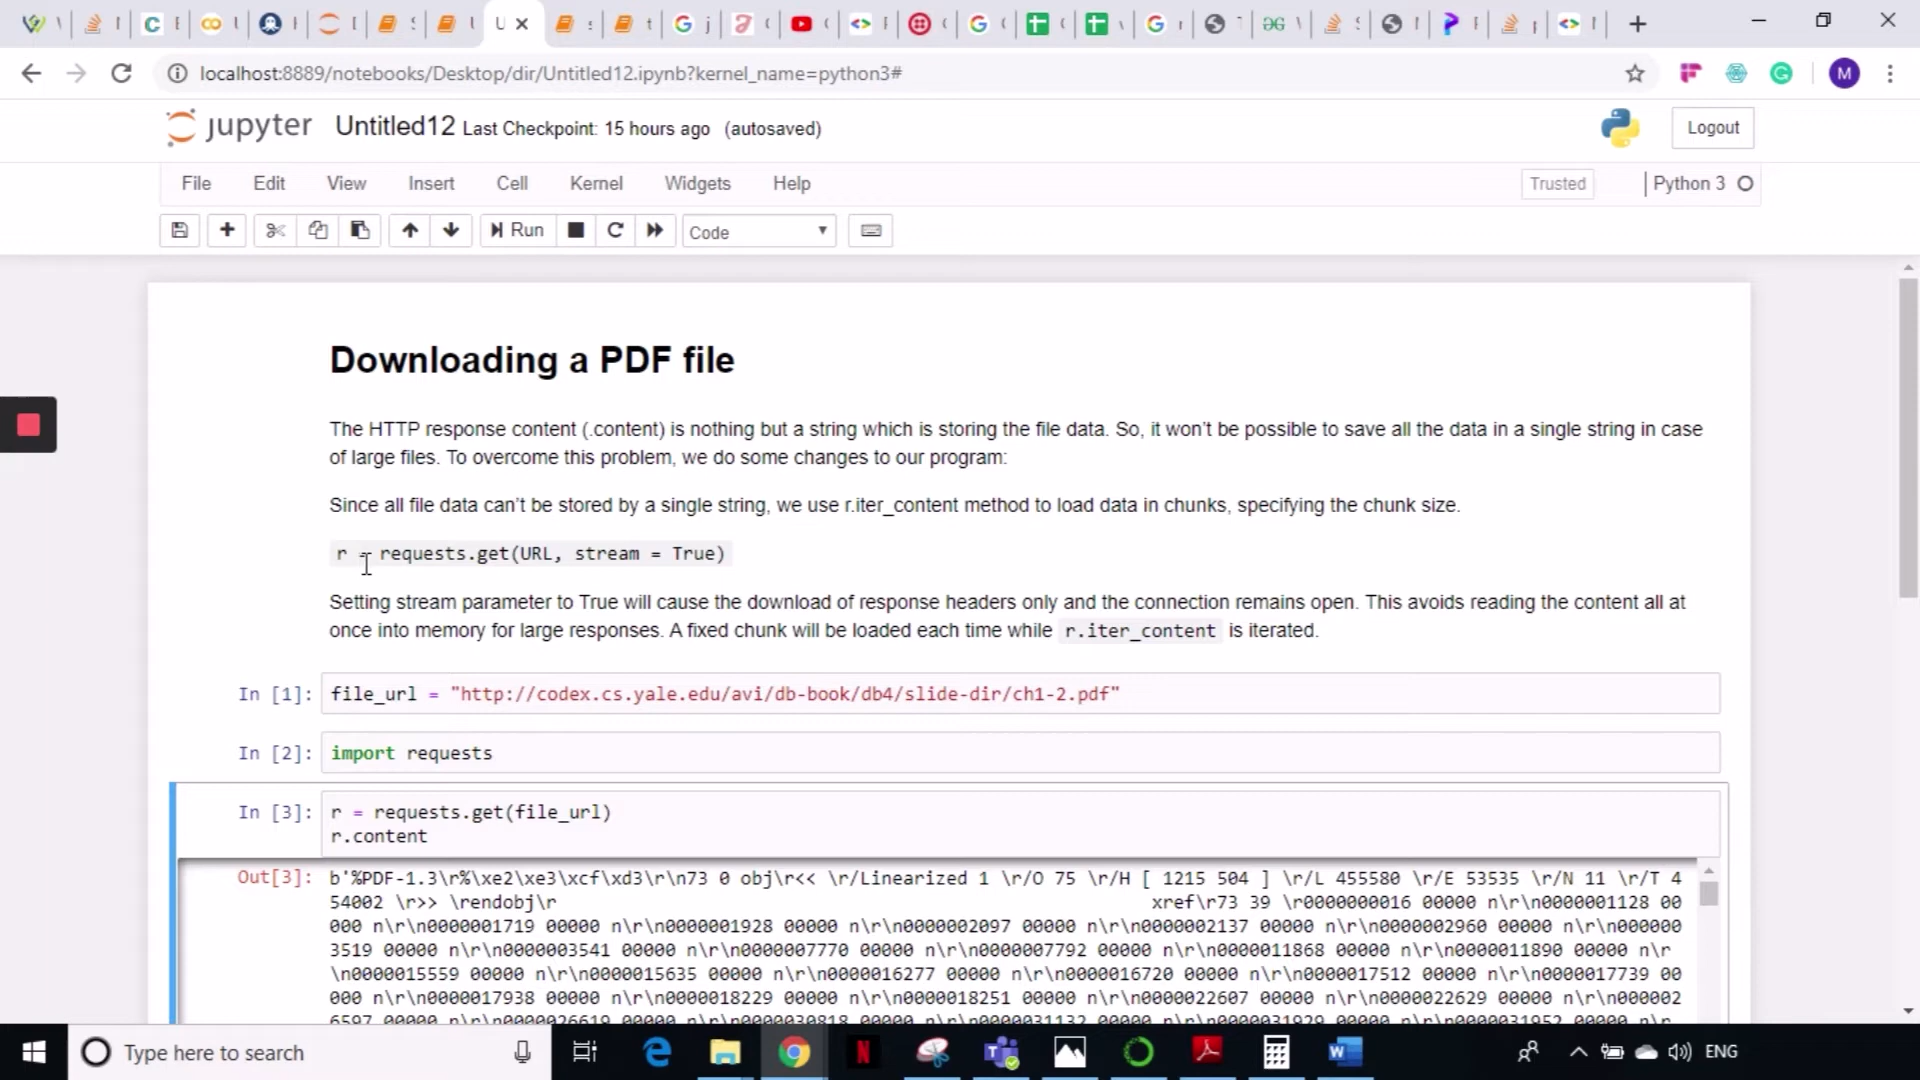 localhost:8889/notebooks/Desktop/dir/Untitled12.ipynb?kernel_name=python3#
M
jupyter Untitled12 Last Checkpoint: 15 hours ago (autosaved)
Logout
File Edit View Insert Cell Kernel Widgets Help
Trusted
Python 3
Run
Code
Downloading a PDF file
The HTTP response content (.content) is nothing but a string which is storing the file data. So, it won't be possible to save all the data in a single string in case
of large files. To overcome this problem, we do some changes to our program:
Since all file data can't be stored by a single string, we use r.iter_content method to load data in chunks, specifying the chunk size.
r = requests.get(URL, stream = True)
Setting stream parameter to True will cause the download of response headers only and the connection remains open. This avoids reading the content all at
once into memory for large responses. A fixed chunk will be loaded each time while r.iter_content is iterated.
In [1]: file_url = "http://codex.cs.yale.edu/avi/db-book/db4/slide-dir/ch1-2.pdf"
In [2]: import requests
In [3]: r = requests.get(file_url)
r.content
Out[3]: b'%PDF-1.3\r%\xe2\xe3\xcf\xd3\r\n73 0 obj\r<< \r/Linearized 1 \r/O 75 \r/H [ 1215 504 ] \r/L 455580 \r/E 53535 \r/N 11 \r/T 4
54002 \r>> \rendobj\r xref\r73 39 \r0000000016 00000 n\r\n0000001128 00
000 n\r\n0000001719 00000 n\r\n0000001928 00000 n\r\n0000002097 00000 n\r\n0000002137 00000 n\r\n0000002960 00000 n\r\n000000
3519 00000 n\r\n0000003541 00000 n\r\n0000007770 00000 n\r\n0000007792 00000 n\r\n0000011868 00000 n\r\n0000011890 00000 n\r
\n0000015559 00000 n\r\n0000015635 00000 n\r\n0000016277 00000 n\r\n0000016720 00000 n\r\n0000017512 00000 n\r\n0000017739 00
000 n\r\n0000017938 00000 n\r\n0000018229 00000 n\r\n0000018251 00000 n\r\n0000022607 00000 n\r\n0000022629 00000 n\r\n000002
6597 00000 n\r\n0000026619 00000 n\r\n0000030818 00000 n\r\n0000031132 00000 n\r\n0000031929 00000 n\r\n0000031952 00000 n\r
Type here to search
ENG